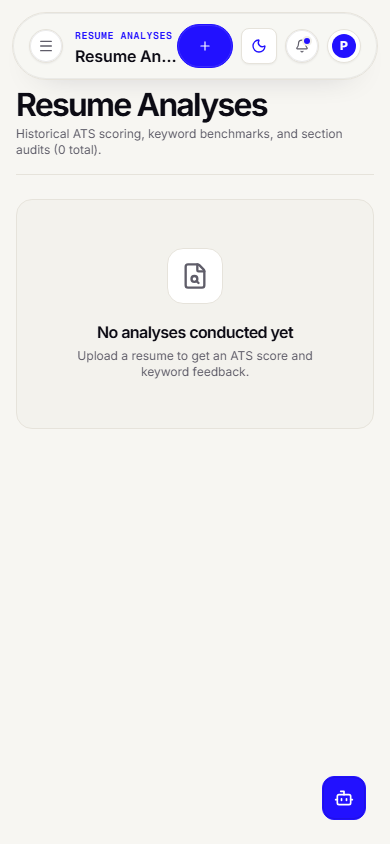 RESUME ANALYSES
Resume An...
P
Resume Analyses
Historical ATS scoring, keyword benchmarks, and section
audits (0 total).
No analyses conducted yet
Upload a resume to get an ATS score and
keyword feedback.